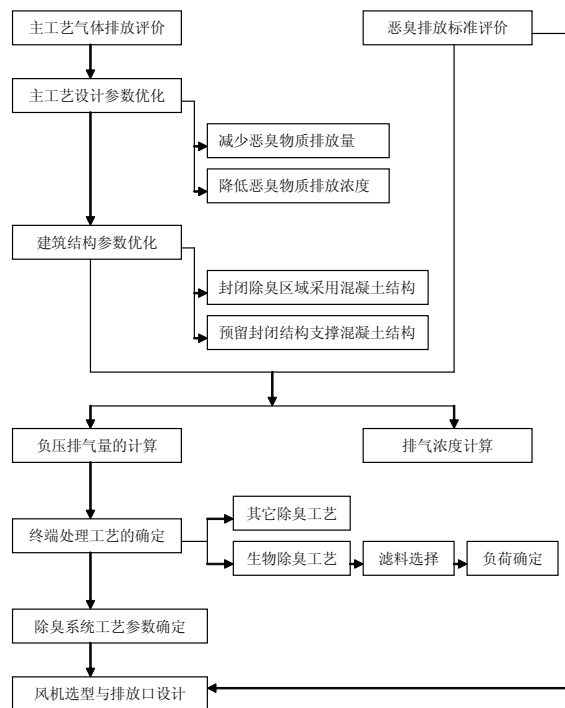 主工艺气体排放评价
恶臭排放标准评价
主工艺设计参数优化
减少恶臭物质排放量
降低恶臭物质排放浓度
建筑结构参数优化
封闭除臭区域采用混凝土结构
预留封闭结构支撑混凝土结构
负压排气量的计算
排气浓度计算
其它除臭工艺
终端处理工艺的确定
生物除臭工艺
滤料选择
负荷确定
除臭系统工艺参数确定
风机选型与排放口设计